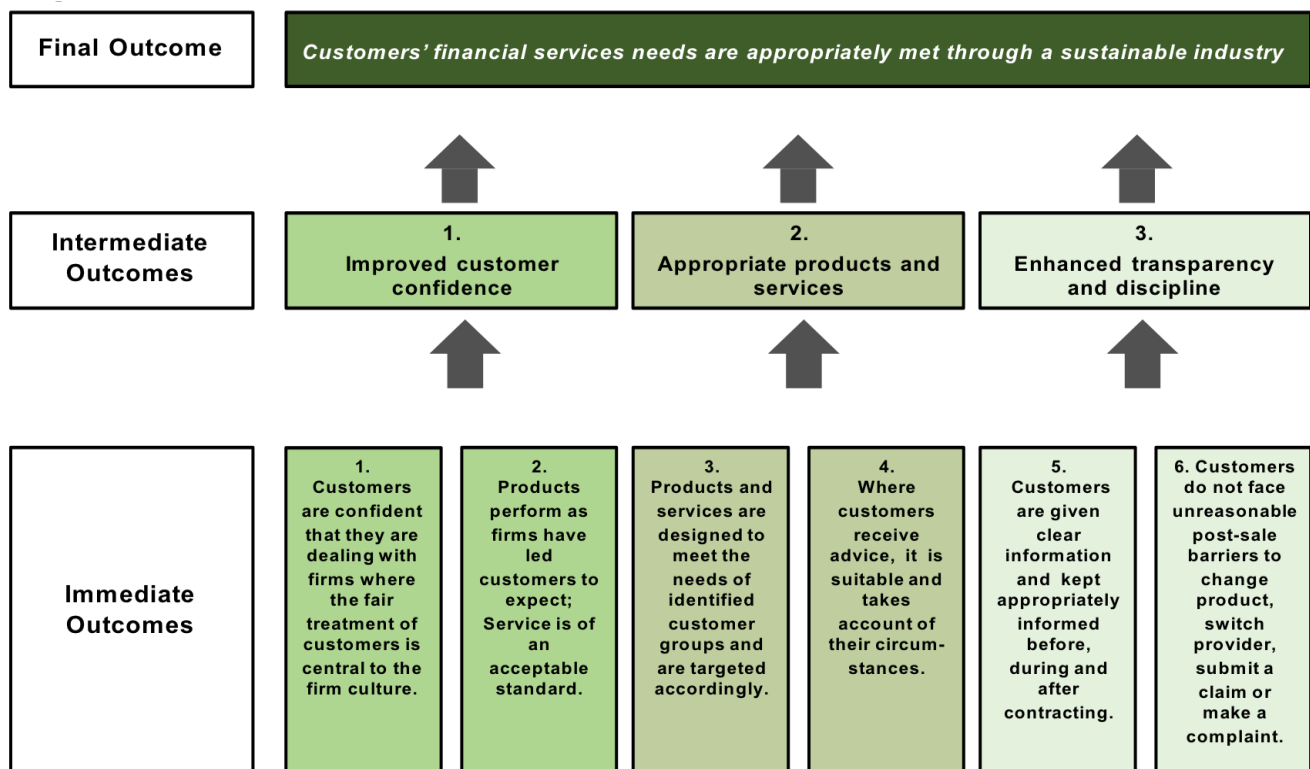 Final Outcome
Customers’ financial services needs are appropriately met through a sustainable industry
Intermediate
Outcomes
1.
Improved customer
confidence
2.
Appropriate products and
services
3.
Enhanced transparency
and discipline
Immediate
Outcomes
1.
Customers
are confident
that they are
dealing with
firms where
the fair
treatment of
customers is
central to the
firm culture.
2.
Products
perform as
firms have
led
customers to
expect;
Service is of
an
acceptable
standard.
3.
Products and
services are
designed to
meet the
needs of
identified
customer
groups and
are targeted
accordingly.
4.
Where
customers
receive
advice, it is
suitable and
takes
account of
their circum-
stances.
5.
Customers
are given
clear
information
and kept
appropriately
informed
before,
during and
after
contracting.
6. Customers
do not face
unreasonable
post-sale
barriers to
change
product,
switch
provider,
submit a
claim or
make a
complaint.